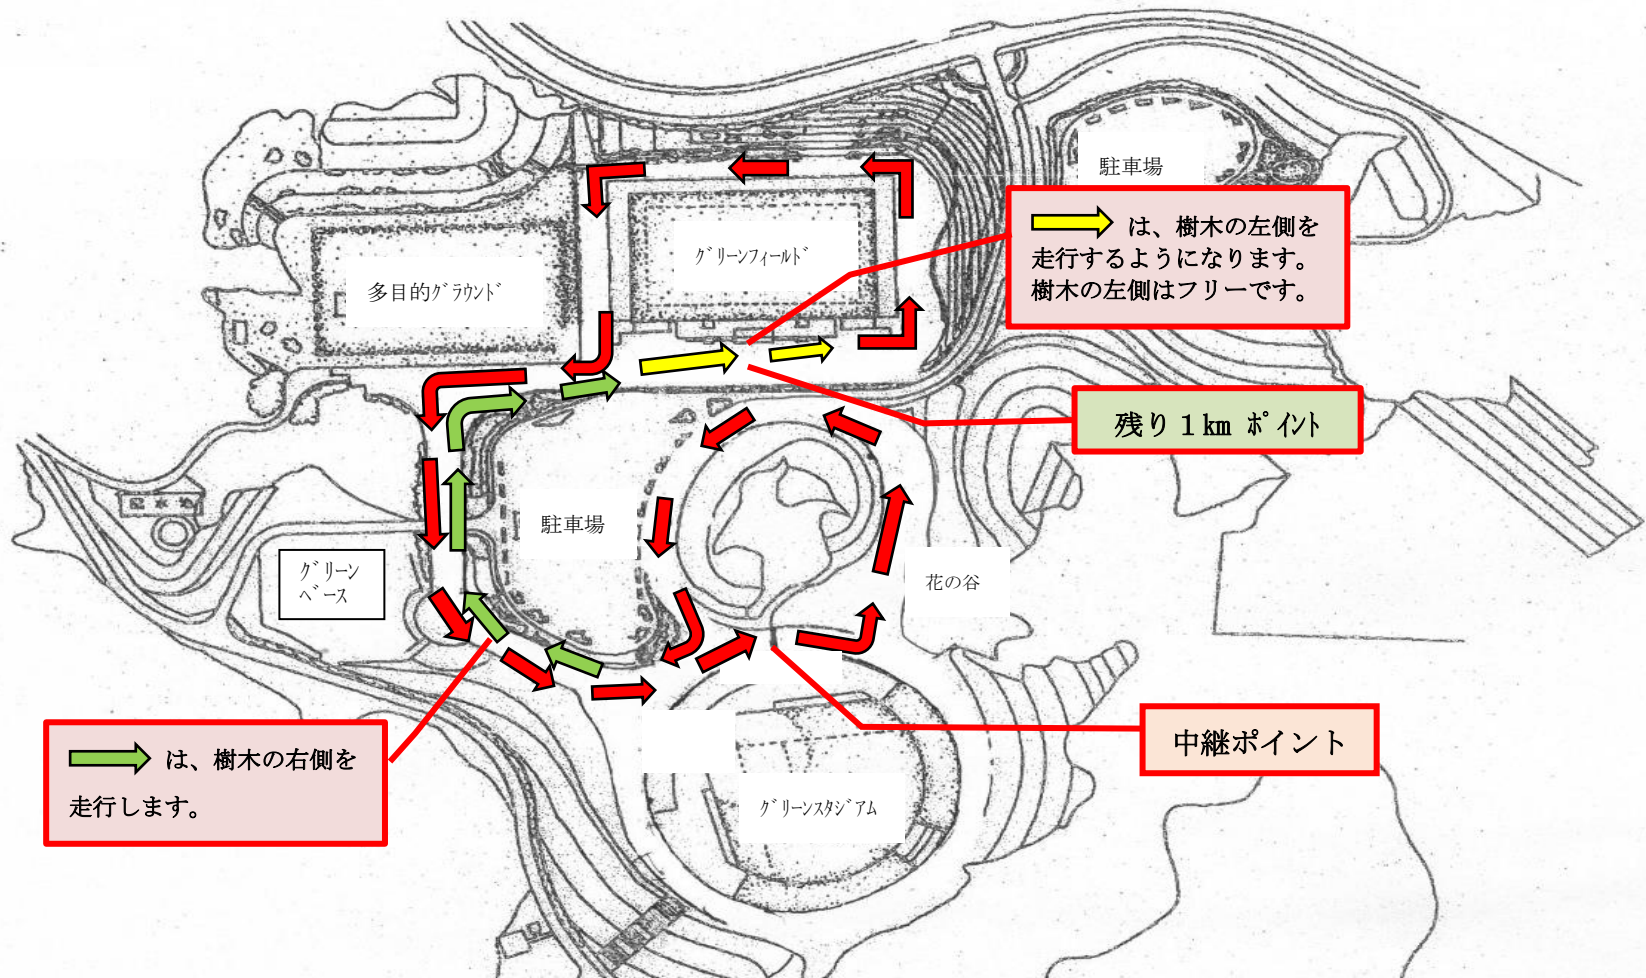 駐車場
は、樹木の左側を
走行するようになります。
樹木の左側はフリーです。
ｸﾞﾘｰﾝﾌｨｰﾙﾄﾞ
多目的ｸﾞﾗｳﾝﾄﾞ
残り１km ﾎﾟｲﾝﾄ
配水池
駐車場
ｸﾞﾘｰﾝ
ﾍﾞｰｽ
花の谷
中継ポイント
は、樹木の右側を
走行します。
ｸﾞﾘｰﾝｽﾀｼﾞｱﾑ